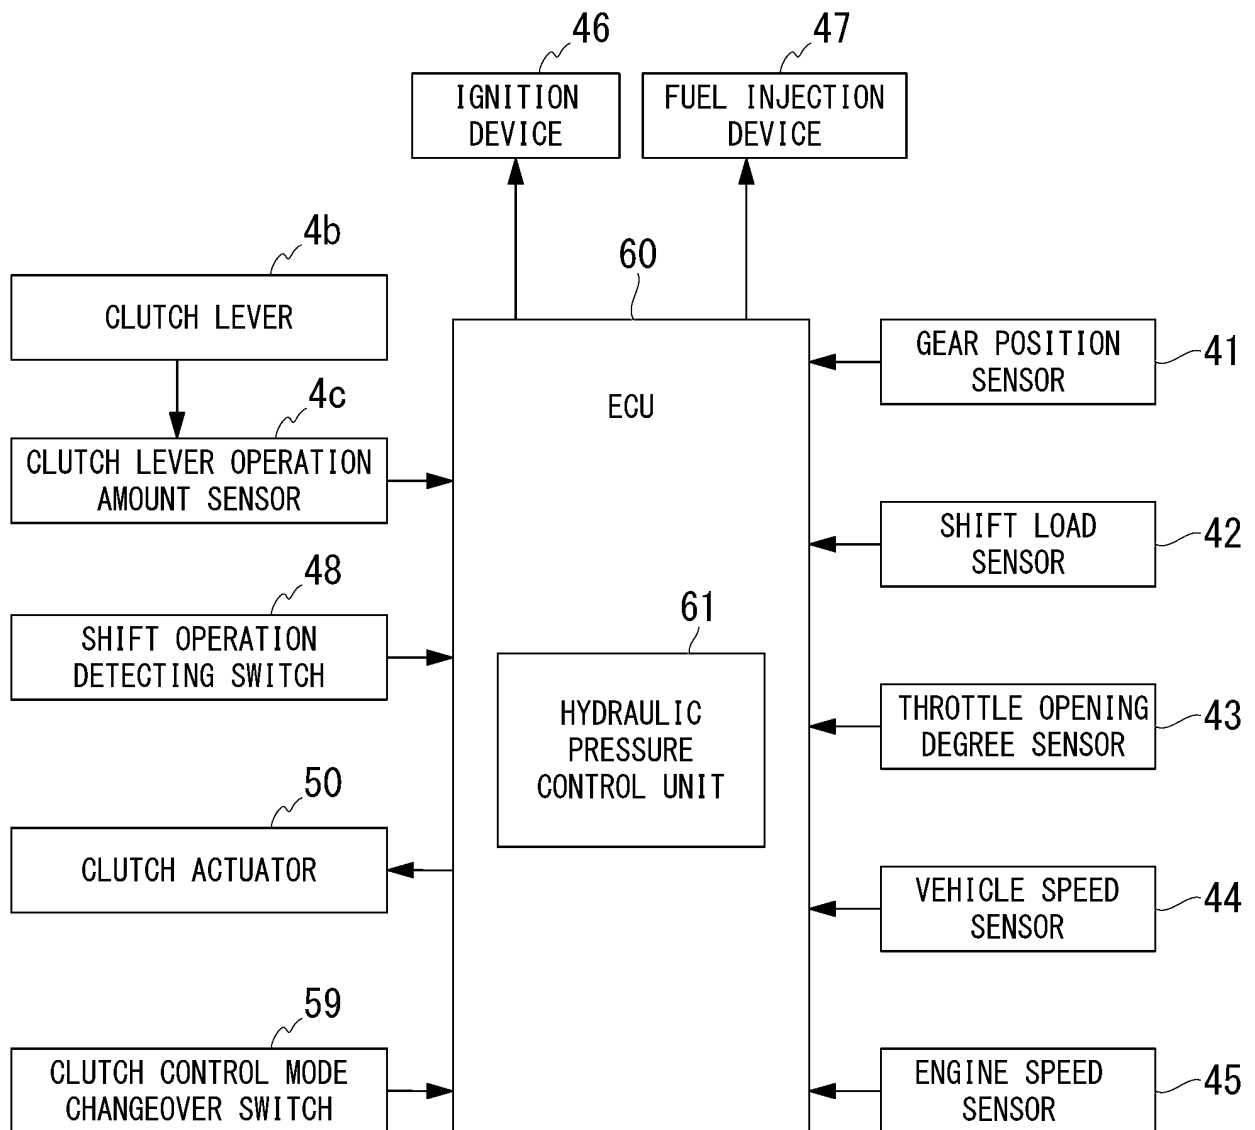 46
47
IGNITION
DEVICE
FUEL INJECTION
DEVICE
4b
60
CLUTCH LEVER
GEAR POSITION
SENSOR
41
ECU
4c
CLUTCH LEVER OPERATION
AMOUNT SENSOR
SHIFT LOAD
SENSOR
42
48
SHIFT OPERATION
DETECTING SWITCH
61
HYDRAULIC
PRESSURE
CONTROL UNIT
THROTTLE OPENING
DEGREE SENSOR
43
50
CLUTCH ACTUATOR
VEHICLE SPEED
SENSOR
44
59
CLUTCH CONTROL MODE
CHANGEOVER SWITCH
ENGINE SPEED
SENSOR
45